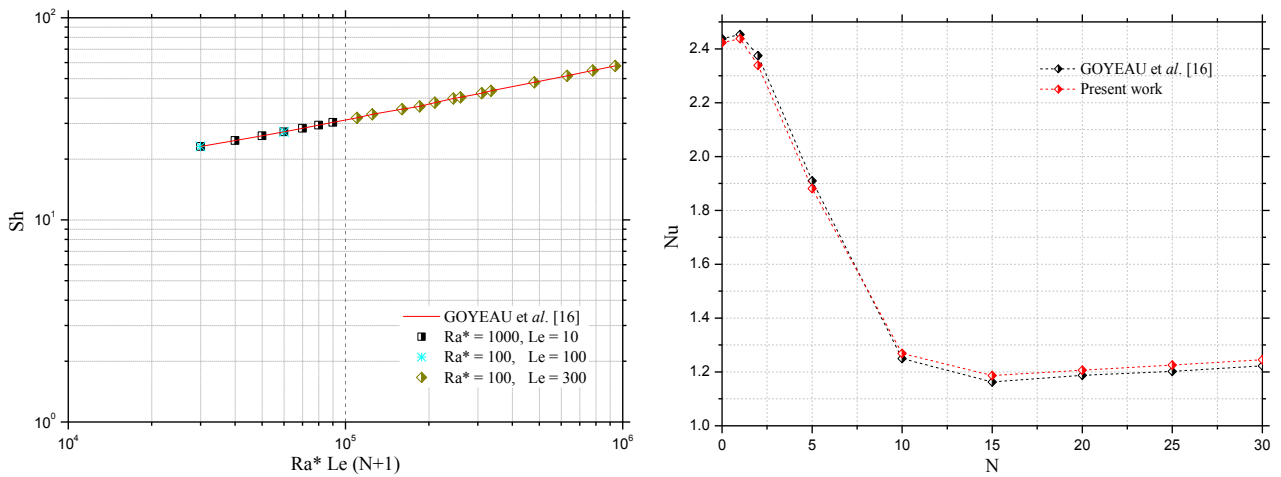 10²
10¹
10⁰
10⁴
10⁵
10⁶
Sh
Ra* Le (N+1)
GOYEAU et al. [16]
Ra* = 1000, Le = 10
Ra* = 100, Le = 100
Ra* = 100, Le = 300
2.4
2.2
2.0
1.8
1.6
1.4
1.2
1.0
0
5
10
15
20
25
30
Nu
N
GOYEAU et al. [16]
Present work